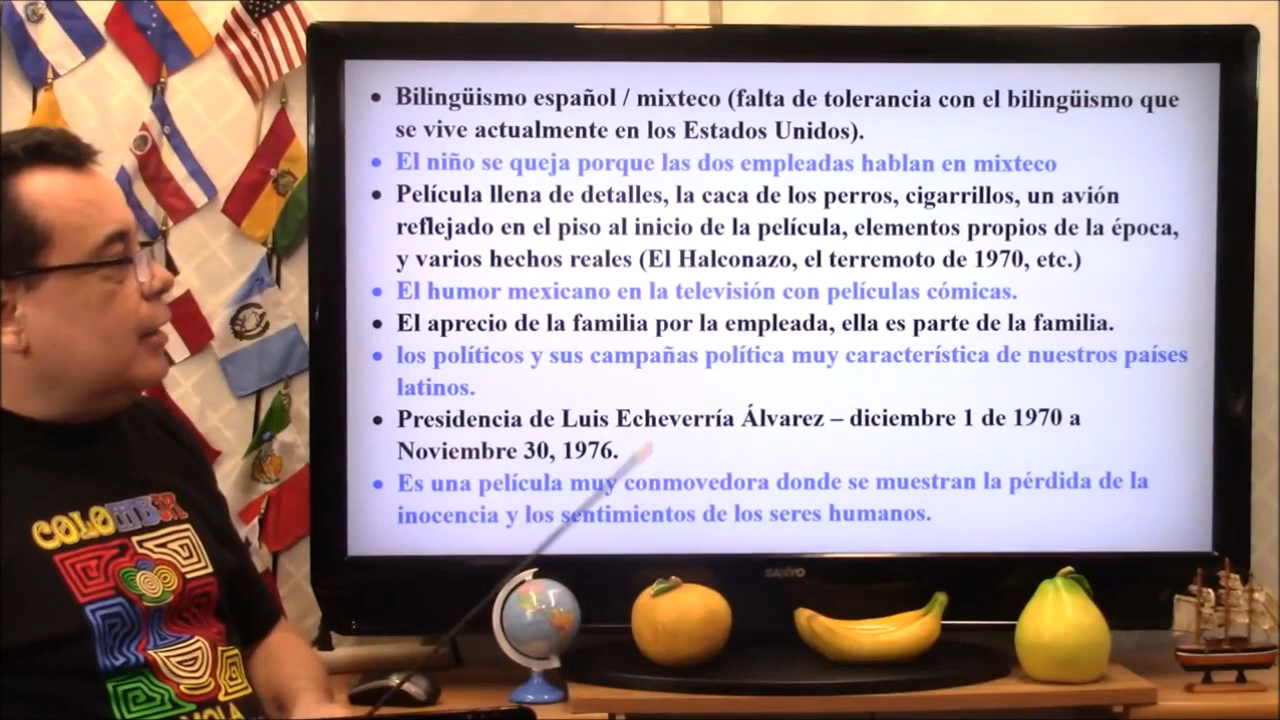 • Bilingüismo español / mixteco (falta de tolerancia con el bilingüismo que
se vive actualmente en los Estados Unidos).
• El niño se queja porque las dos empleadas hablan en mixteco
• Película llena de detalles, la caca de los perros, cigarrillos, un avión
reflejado en el piso al inicio de la película, elementos propios de la época,
y varios hechos reales (El Halconazo, el terremoto de 1970, etc.)
• El humor mexicano en la televisión con películas cómicas.
• El aprecio de la familia por la empleada, ella es parte de la familia.
• los políticos y sus campañas política muy característica de nuestros países
latinos.
• Presidencia de Luis Echeverría Álvarez – diciembre 1 de 1970 a
Noviembre 30, 1976.
• Es una película muy conmovedora donde se muestran la pérdida de la
inocencia y los sentimientos de los seres humanos.
SANYO
COLOMBIA
MOLA